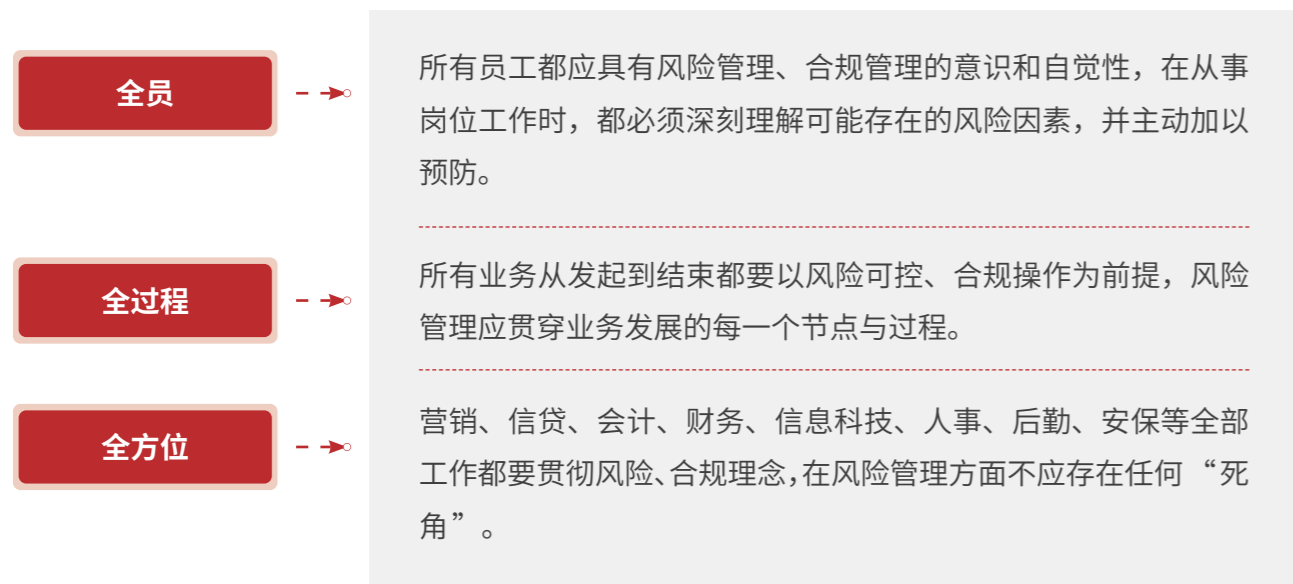 全员
所有员工都应具有风险管理、合规管理的意识和自觉性，在从事
岗位工作时，都必须深刻理解可能存在的风险因素，并主动加以
预防。
全过程
所有业务从发起到结束都要以风险可控、合规操作为前提，风险
管理应贯穿业务发展的每一个节点与过程。
全方位
营销、信贷、会计、财务、信息科技、人事、后勤、安保等全部
工作都要贯彻风险、合规理念，在风险管理方面不应存在任何“死
角”。